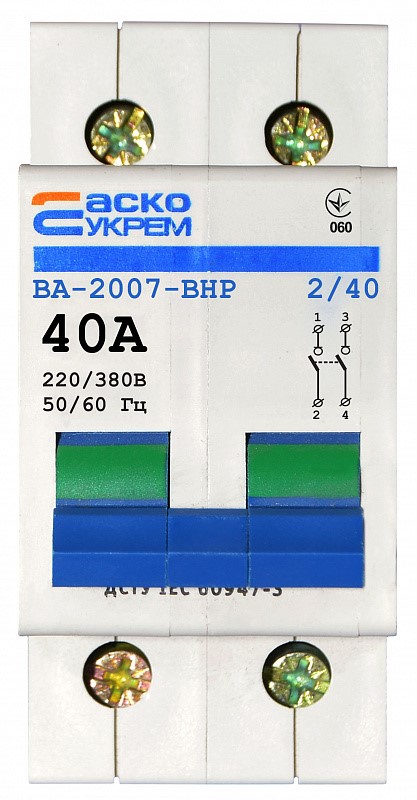 аско
УКРЕМ
060
ВА-2007-ВНР 2/40
40А
220/380В
50/60 Гц
1 3
2 4
ДСТУ IEC 60947-3